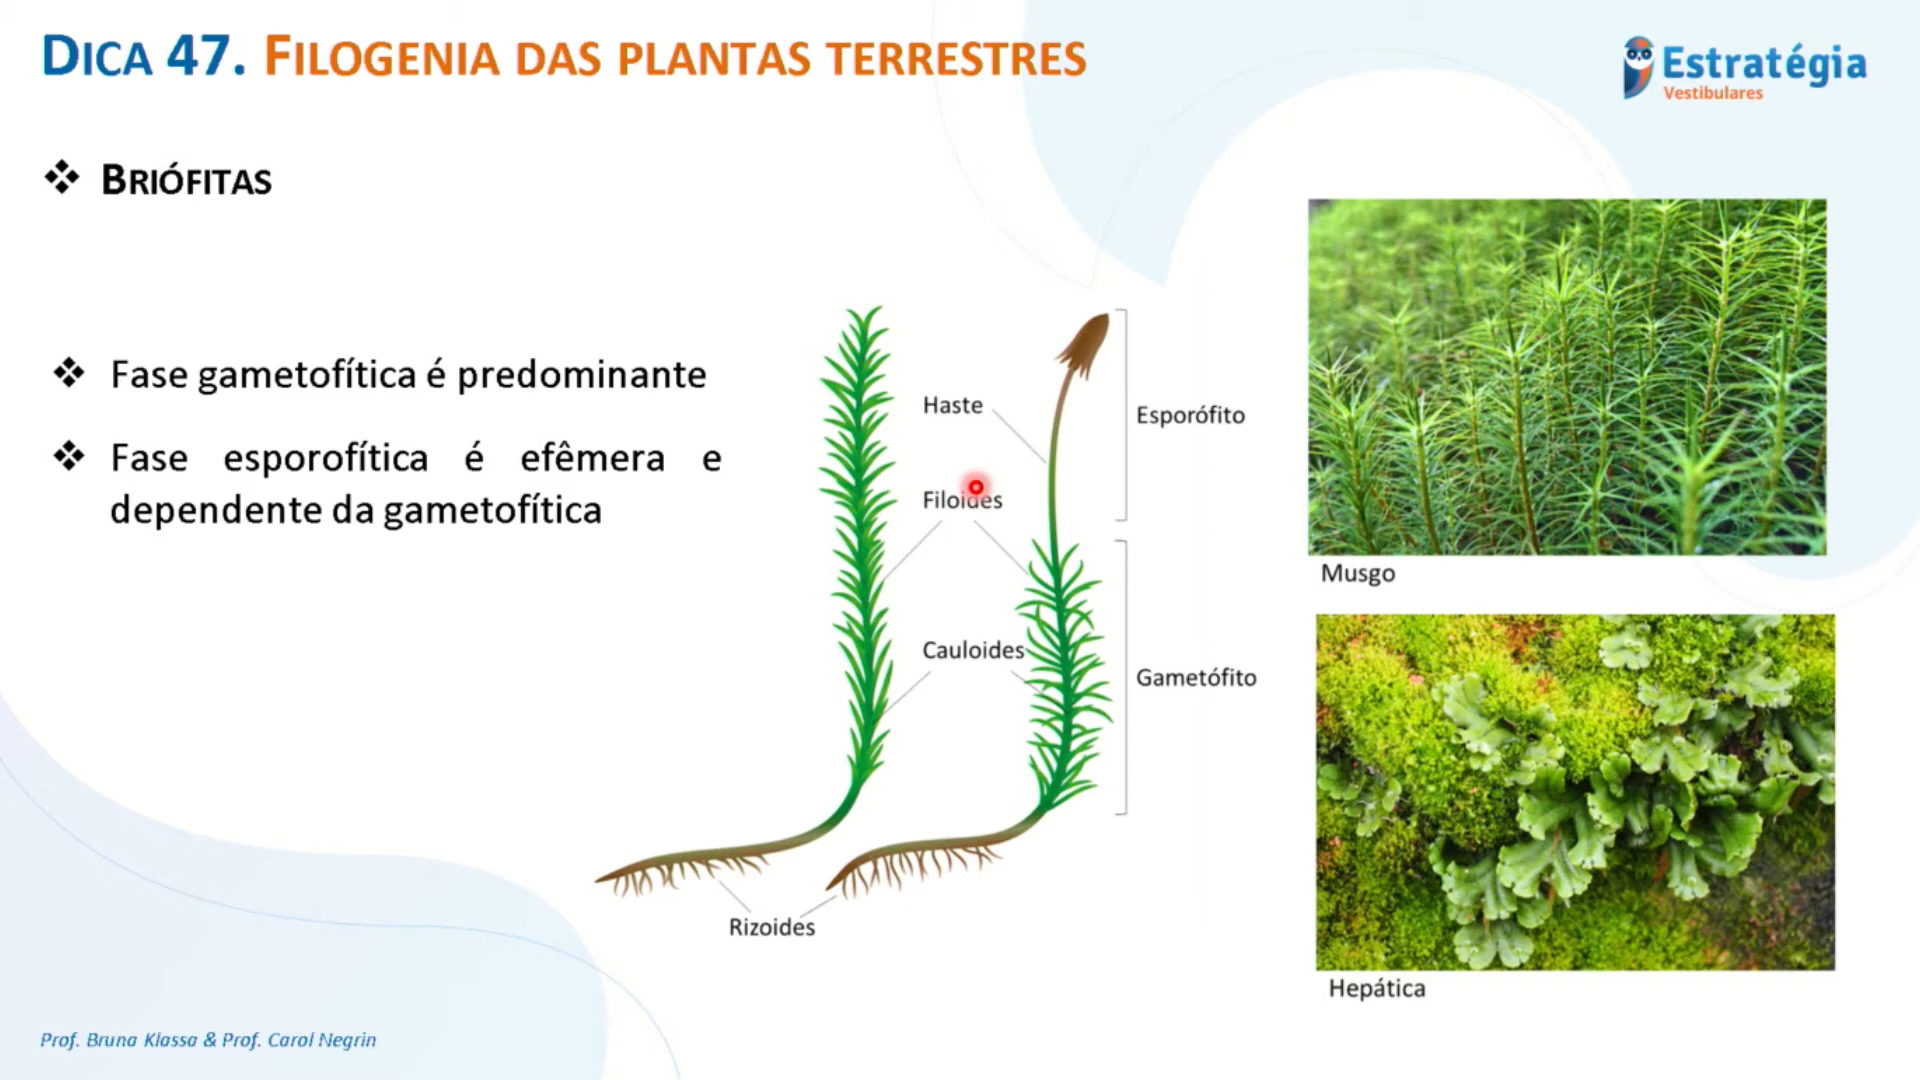 DICA 47. FILOGENIA DAS PLANTAS TERRESTRES
Estratégia
Vestibulares
❖ BRIÓFITAS
❖ Fase gametofítica é predominante
❖ Fase esporofítica é efêmera e
dependente da gametofítica
Haste
Esporófito
Filoides
Cauloides
Gametófito
Rizoides
Musgo
Hepática
Prof. Bruna Klassa & Prof. Carol Negrin